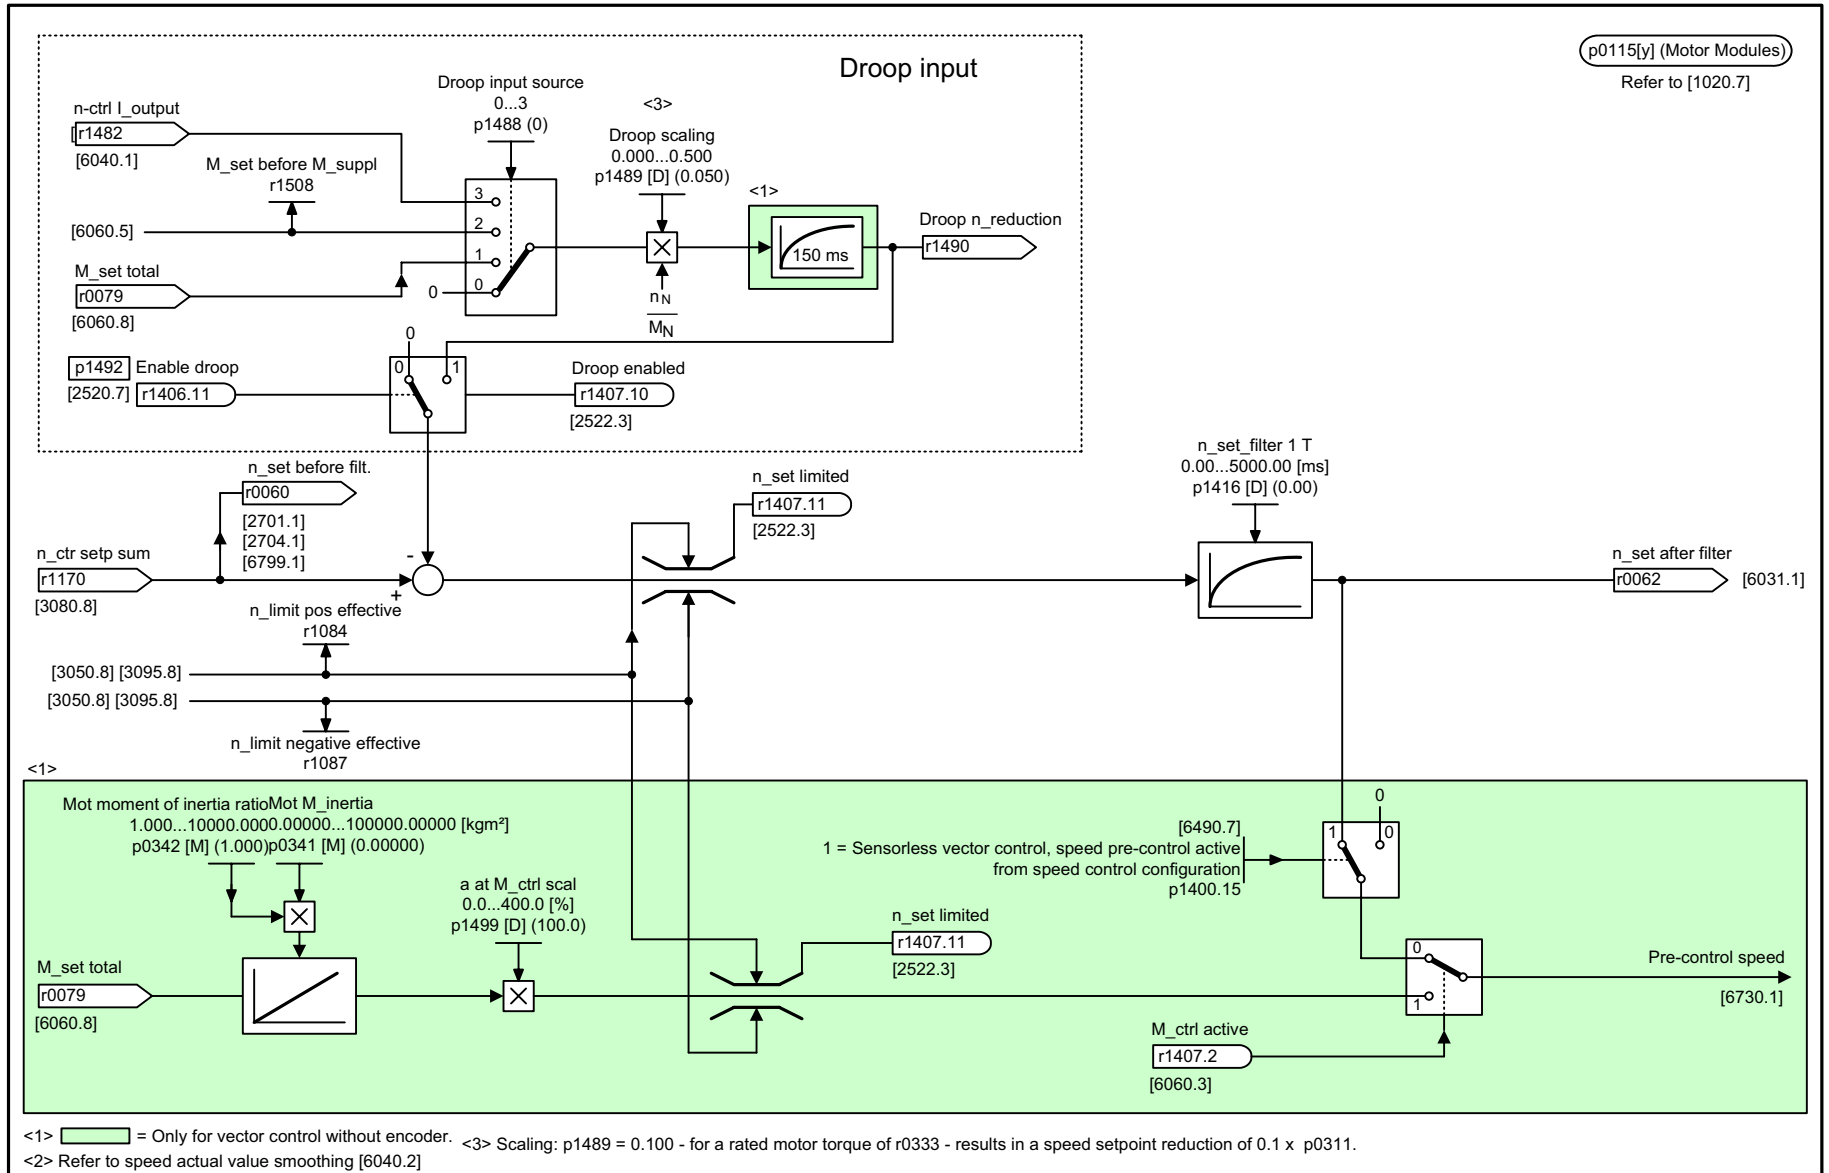 Droop input
p0115[y] (Motor Modules)
Refer to [1020.7]
Droop input source
0...3
p1488 (0)
<3>
Droop scaling
0.000...0.500
p1489 [D] (0.050)
n-ctrl I_output
r1482
[6040.1]
M_set before M_suppl
r1508
[6060.5]
M_set total
r0079
[6060.8]
3
2
1
0
0
nN
MN
<1>
150 ms
Droop n_reduction
r1490
p1492 Enable droop
[2520.7] r1406.11
0
0 1
Droop enabled
r1407.10
[2522.3]
n_set before filt.
r0060
[2701.1]
[2704.1]
[6799.1]
n_ctr setp sum
r1170
[3080.8]
-
+
n_set limited
r1407.11
[2522.3]
n_set_filter 1 T
0.00...5000.00 [ms]
p1416 [D] (0.00)
n_set after filter
r0062 [6031.1]
n_limit pos effective
r1084
[3050.8] [3095.8]
[3050.8] [3095.8]
n_limit negative effective
r1087
<1>
Mot moment of inertia ratioMot M_inertia
1.000...10000.0000.00000...100000.00000 [kgm²]
p0342 [M] (1.000)p0341 [M] (0.00000)
a at M_ctrl scal
0.0...400.0 [%]
p1499 [D] (100.0)
M_set total
r0079
[6060.8]
n_set limited
r1407.11
[2522.3]
[6490.7]
1 = Sensorless vector control, speed pre-control active
from speed control configuration
p1400.15
0
1 0
0
1
Pre-control speed
[6730.1]
M_ctrl active
r1407.2
[6060.3]
<1> = Only for vector control without encoder.
<3> Scaling: p1489 = 0.100 - for a rated motor torque of r0333 - results in a speed setpoint reduction of 0.1 x p0311.
<2> Refer to speed actual value smoothing [6040.2]